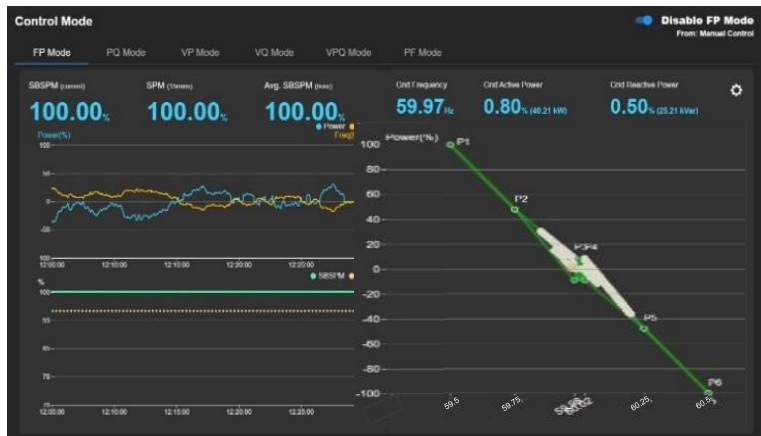 Control Mode
Disable FP Mode
From: Manual Control
FP Mode PQ Mode VP Mode VQ Mode VPQ Mode PF Mode
SBSPM (current) SPM (15mins) Avg. SBSPM (hour)
100.00% 100.00% 100.00%
Grid Frequency Grid Active Power Grid Reactive Power
59.97 Hz 0.80% (40.21 kW) 0.50% (25.21 kVar)
Power
Power(%)
100
50
0
-50
100
12:00:00 12:10:00 12:15:00 12:20:00 12:25:00
SBSPM
%
100
85
75
12:00:00 12:10:00 12:15:00 12:20:00 12:25:00
Power(%)
100
80
60
40
20
0
-20
-40
-60
-80
-100
P1
P2
P3P4
P5
P6
59.5 59.75, 60.25,